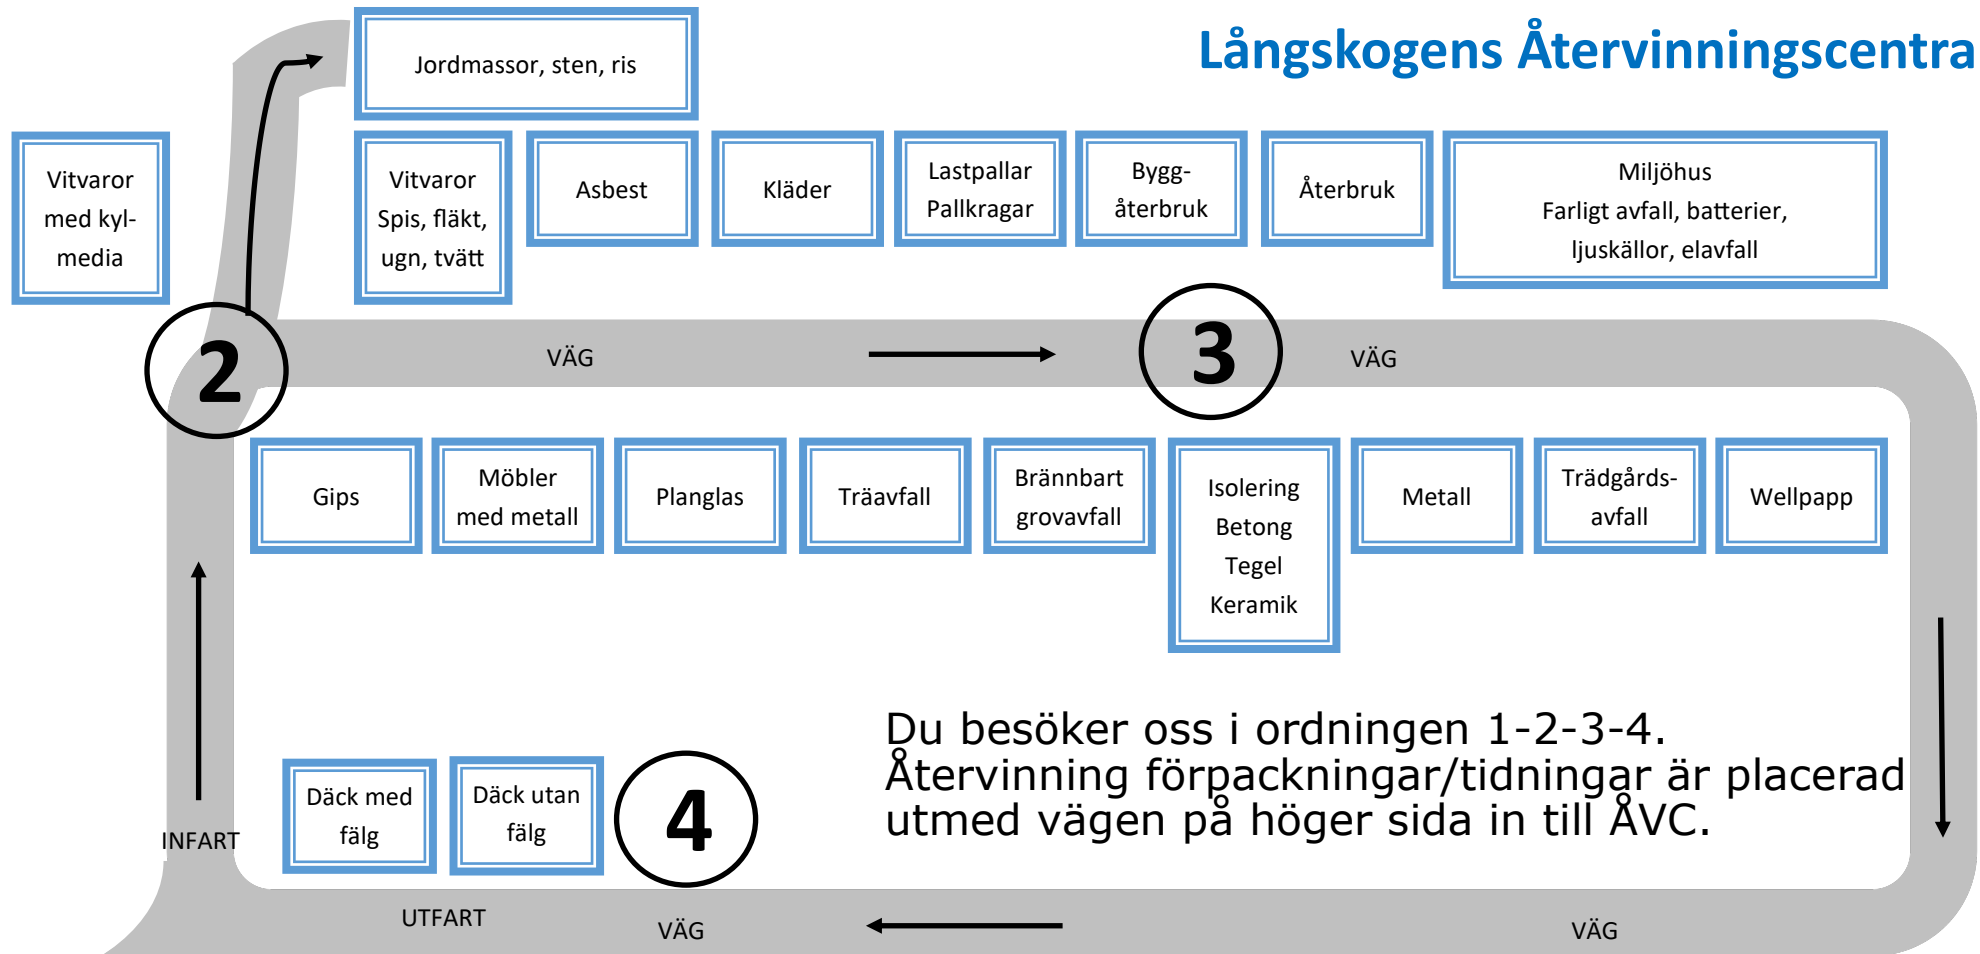 Långskogens Återvinningscentra
Jordmassor, sten, ris
Vitvaror
med kyl-
media
Vitvaror
Spis, fläkt,
ugn, tvätt
Asbest
Kläder
Lastpallar
Pallkragar
Bygg-
återbruk
Återbruk
Miljöhus
Farligt avfall, batterier,
ljuskällor, elavfall
2
VÄG
3
VÄG
Gips
Möbler
med metall
Planglas
Träavfall
Brännbart
grovavfall
Isolering
Betong
Tegel
Keramik
Metall
Trädgårds-
avfall
Wellpapp
Du besöker oss i ordningen 1-2-3-4.
Återvinning förpackningar/tidningar är placerad
utmed vägen på höger sida in till ÅVC.
INFART
Däck med
fälg
Däck utan
fälg
4
UTFART
VÄG
VÄG